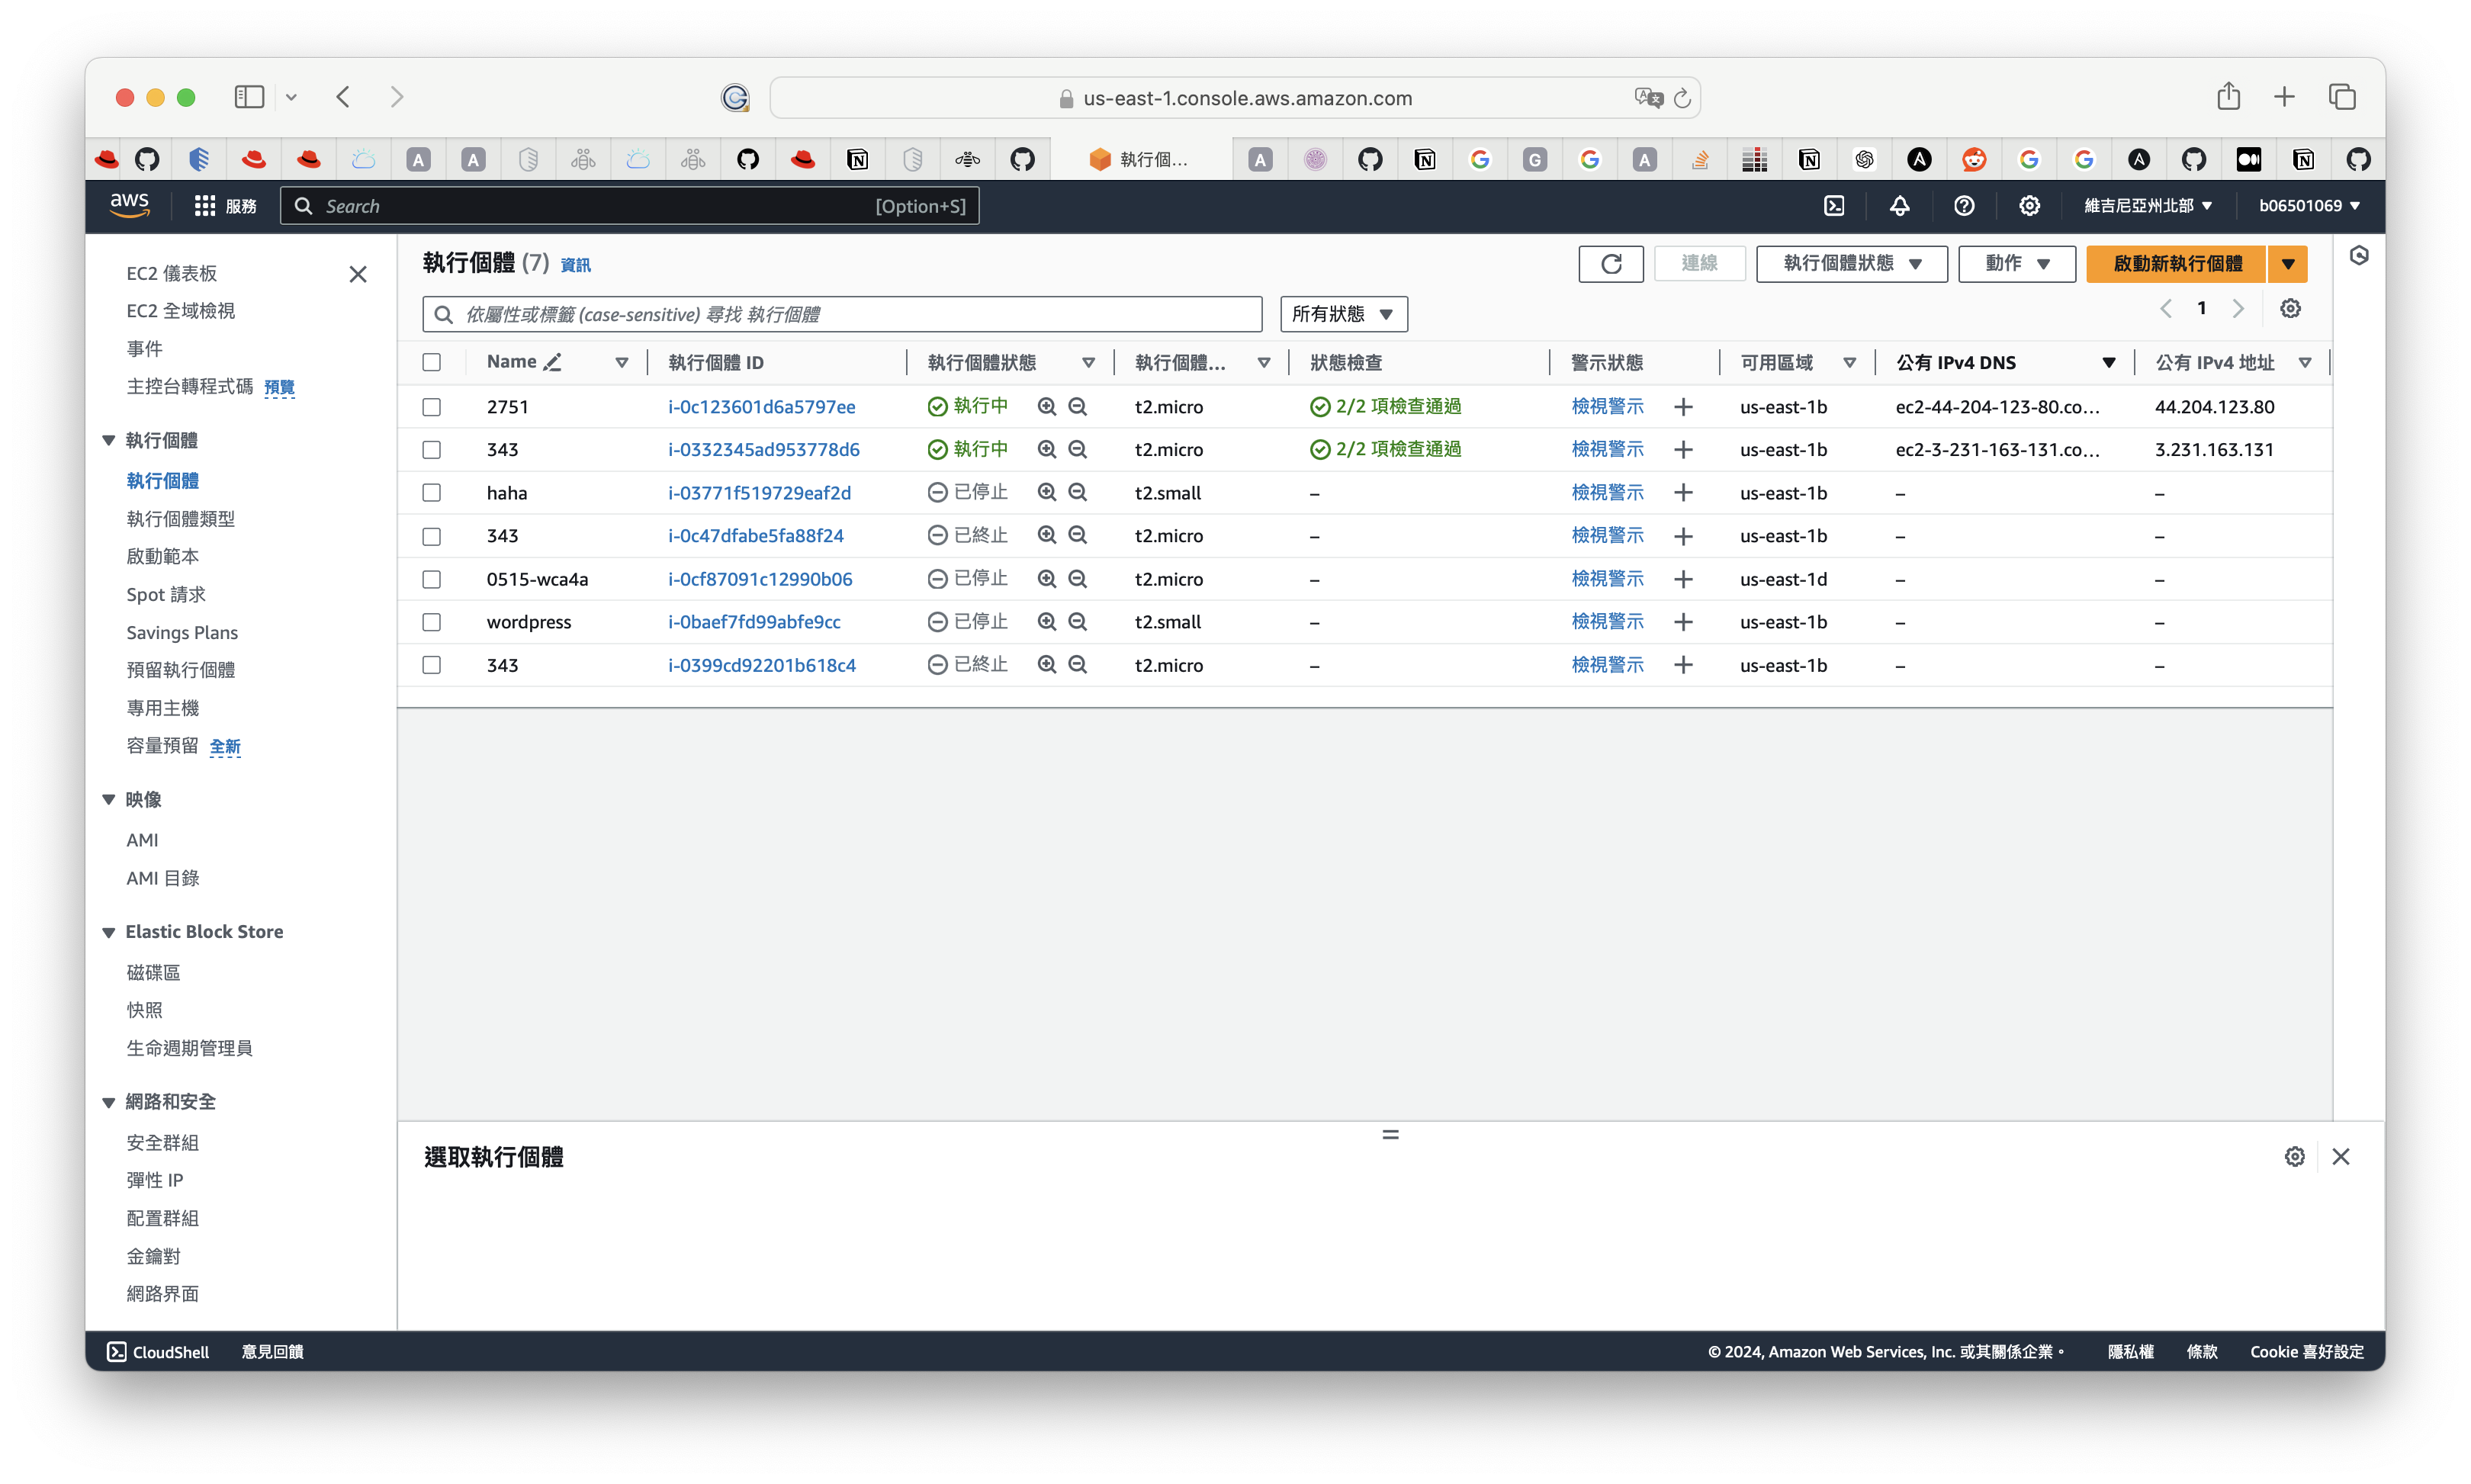 us-east-1.console.aws.amazon.com
執行個...
aws
服務
Search
[Option+S]
維吉尼亞州北部
b06501069
EC2 儀表板
EC2 全域檢視
事件
主控台轉程式碼 預覽
執行個體
執行個體
執行個體類型
啟動範本
Spot 請求
Savings Plans
預留執行個體
專用主機
容量預留 全新
映像
AMI
AMI 目錄
Elastic Block Store
磁碟區
快照
生命週期管理員
網路和安全
安全群組
彈性 IP
配置群組
金鑰對
網路界面
執行個體 (7) 資訊
連線
執行個體狀態
動作
啟動新執行個體
依屬性或標籤 (case-sensitive) 尋找 執行個體
所有狀態
1
Name 執行個體 ID 執行個體狀態 執行個體... 狀態檢查 警示狀態 可用區域 公有 IPv4 DNS 公有 IPv4 地址
2751 i-0c123601d6a5797ee 執行中 t2.micro 2/2 項檢查通過 檢視警示 us-east-1b ec2-44-204-123-80.co... 44.204.123.80
343 i-0332345ad953778d6 執行中 t2.micro 2/2 項檢查通過 檢視警示 us-east-1b ec2-3-231-163-131.co... 3.231.163.131
haha i-03771f519729eaf2d 已停止 t2.small – 檢視警示 us-east-1b – –
343 i-0c47dfabe5fa88f24 已終止 t2.micro – 檢視警示 us-east-1b – –
0515-wca4a i-0cf87091c12990b06 已停止 t2.micro – 檢視警示 us-east-1d – –
wordpress i-0baef7fd99abfe9cc 已停止 t2.small – 檢視警示 us-east-1b – –
343 i-0399cd92201b618c4 已終止 t2.micro – 檢視警示 us-east-1b – –
選取執行個體
CloudShell
意見回饋
© 2024, Amazon Web Services, Inc. 或其關係企業。
隱私權
條款
Cookie 喜好設定